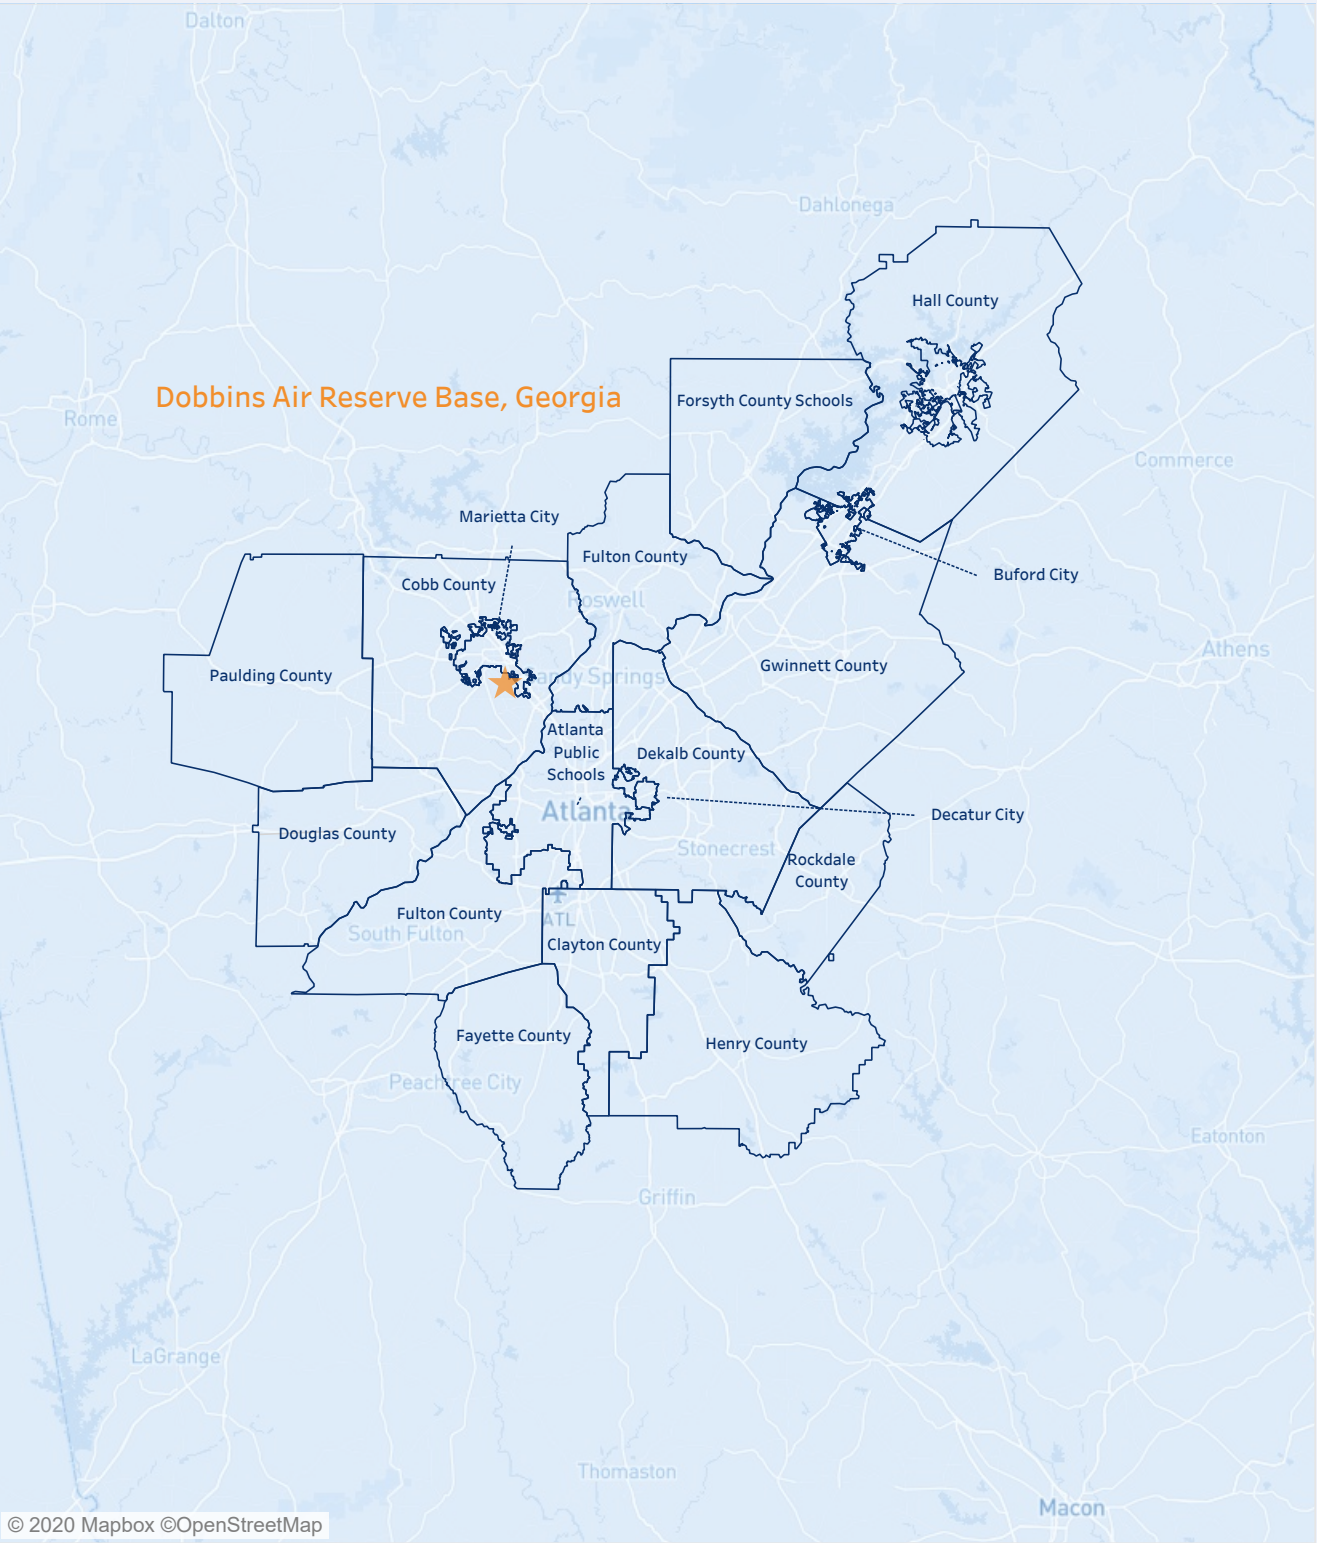 Dalton
Dahlonega
Hall County
Dobbins Air Reserve Base, Georgia
Forsyth County Schools
Rome
Commerce
Marietta City
Fulton County
Buford City
Cobb County
Roswell
Athens
Gwinnett County
Paulding County
Sandy Springs
Atlanta
Public
Schools
Dekalb County
Atlanta
Decatur City
Douglas County
Stonecrest
Rockdale
County
Fulton County
ATL
South Fulton
Clayton County
Fayette County
Henry County
Peachtree City
Eatonton
Griffin
LaGrange
Thomaston
Macon
© 2020 Mapbox ©OpenStreetMap